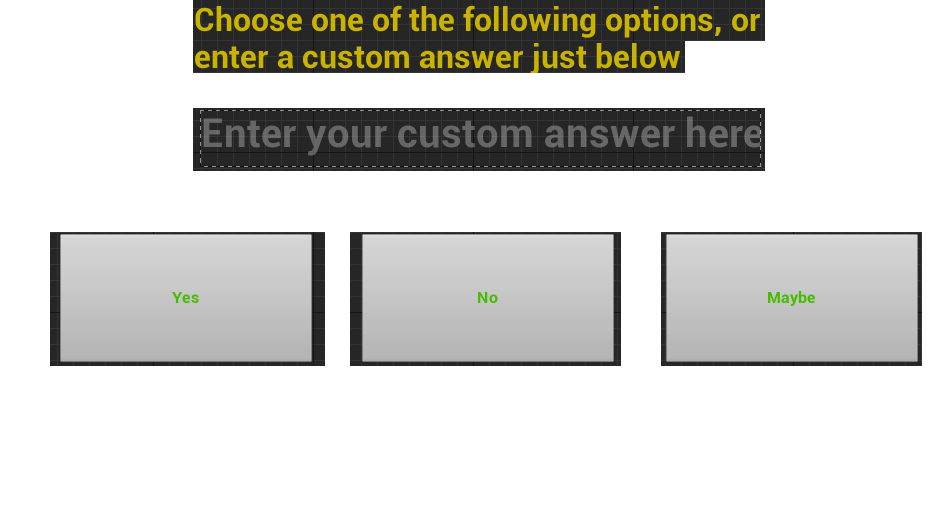 Choose one of the following options, or
enter a custom answer just below
Enter your custom answer here
Yes
No
Maybe